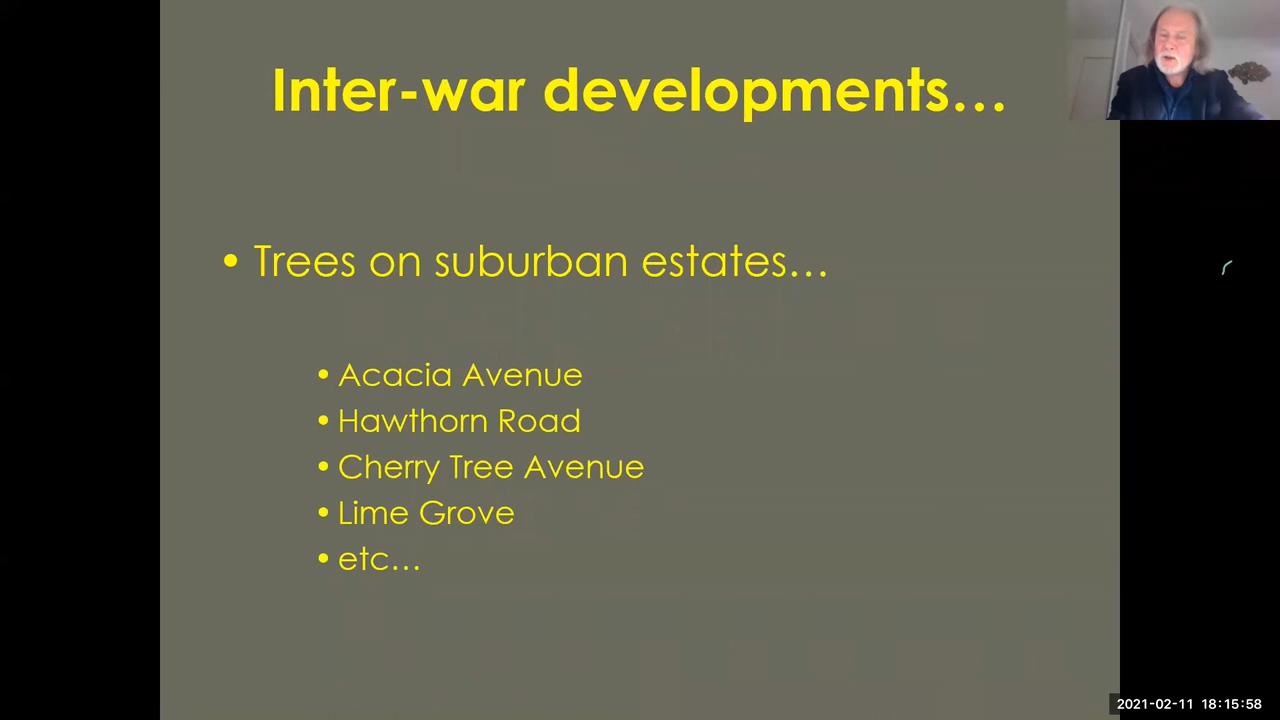 Inter-war developments…
• Trees on suburban estates…
• Acacia Avenue
• Hawthorn Road
• Cherry Tree Avenue
• Lime Grove
• etc…
2021-02-11 18:15:58